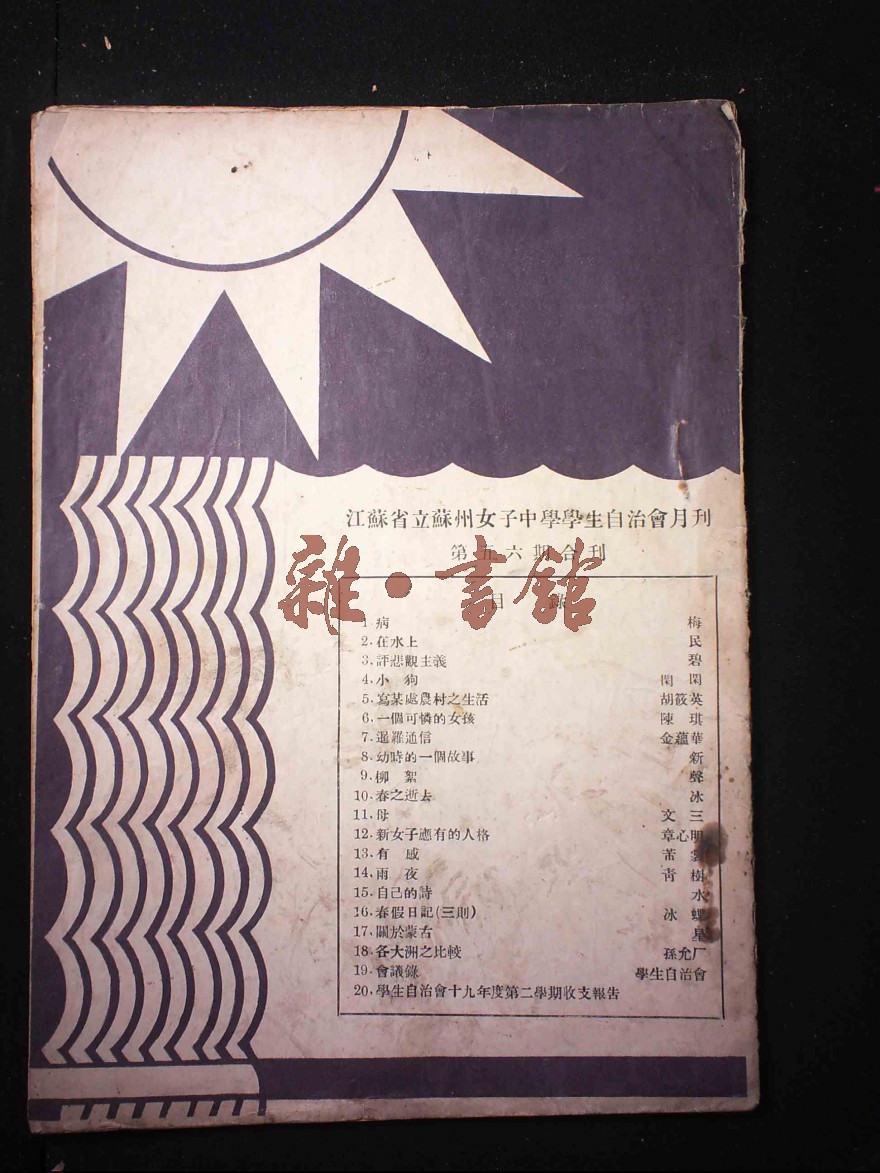 江蘇省立蘇州女子中學學生自治會月刊
第五六期合刊
雜·書館
目 錄
1. 病 梅
2. 在水上 民
3. 評悲觀主義 碧
4. 小 狗 閑 閑
5. 寫某處農村之生活 胡筱英
6. 一個可憐的女孩 陳 琪
7. 暹羅通信 金蘊華
8. 幼時的一個故事 新
9. 柳 絮 聲
10. 春之逝去 冰
11. 母 文 三
12. 新女子應有的人格 章心明
13. 有 感 苦
14. 雨 夜 青 樹
15. 自己的詩 水
16. 春假日記(三則) 冰 蝶
17. 關於蒙古 星
18. 各大洲之比較 孫允厂
19. 會議錄 學生自治會
20. 學生自治會十九年度第二學期收支報告